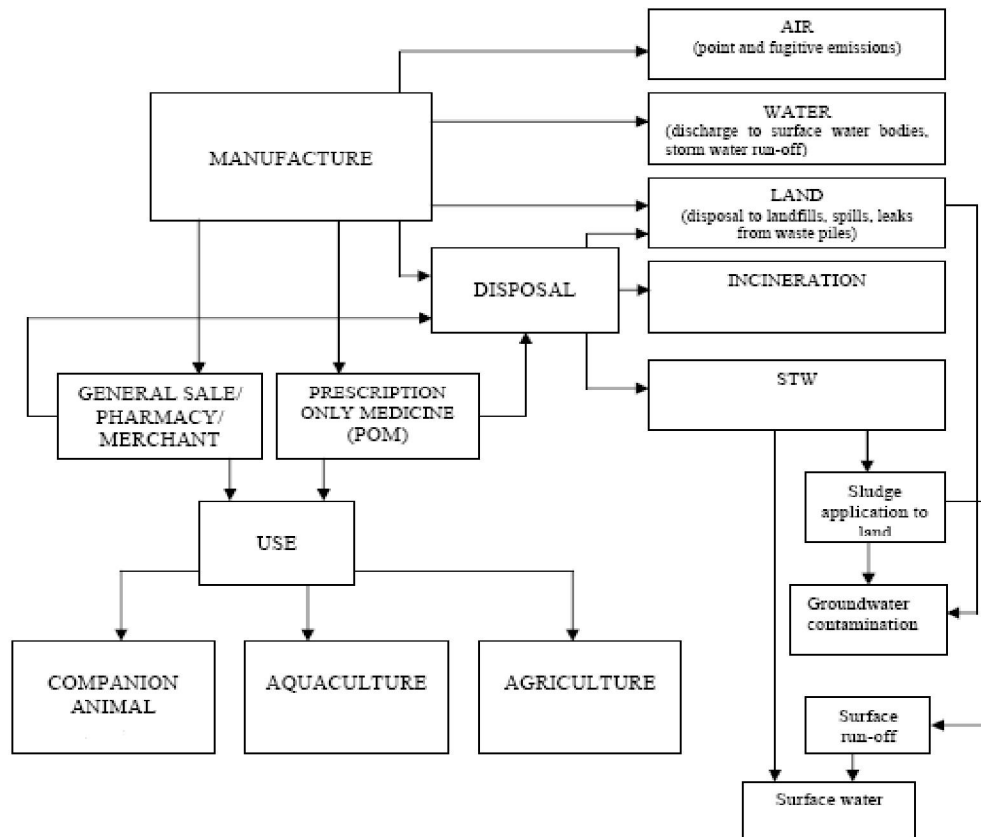 AIR
(point and fugitive emissions)
WATER
(discharge to surface water bodies,
storm water run-off)
MANUFACTURE
LAND
(disposal to landfills, spills, leaks
from waste piles)
DISPOSAL
INCINERATION
GENERAL SALE/
PHARMACY/
MERCHANT
PRESCRIPTION
ONLY MEDICINE
(POM)
STW
Sludge
application to
land
USE
Groundwater
contamination
COMPANION
ANIMAL
AQUACULTURE
AGRICULTURE
Surface
run-off
Surface water